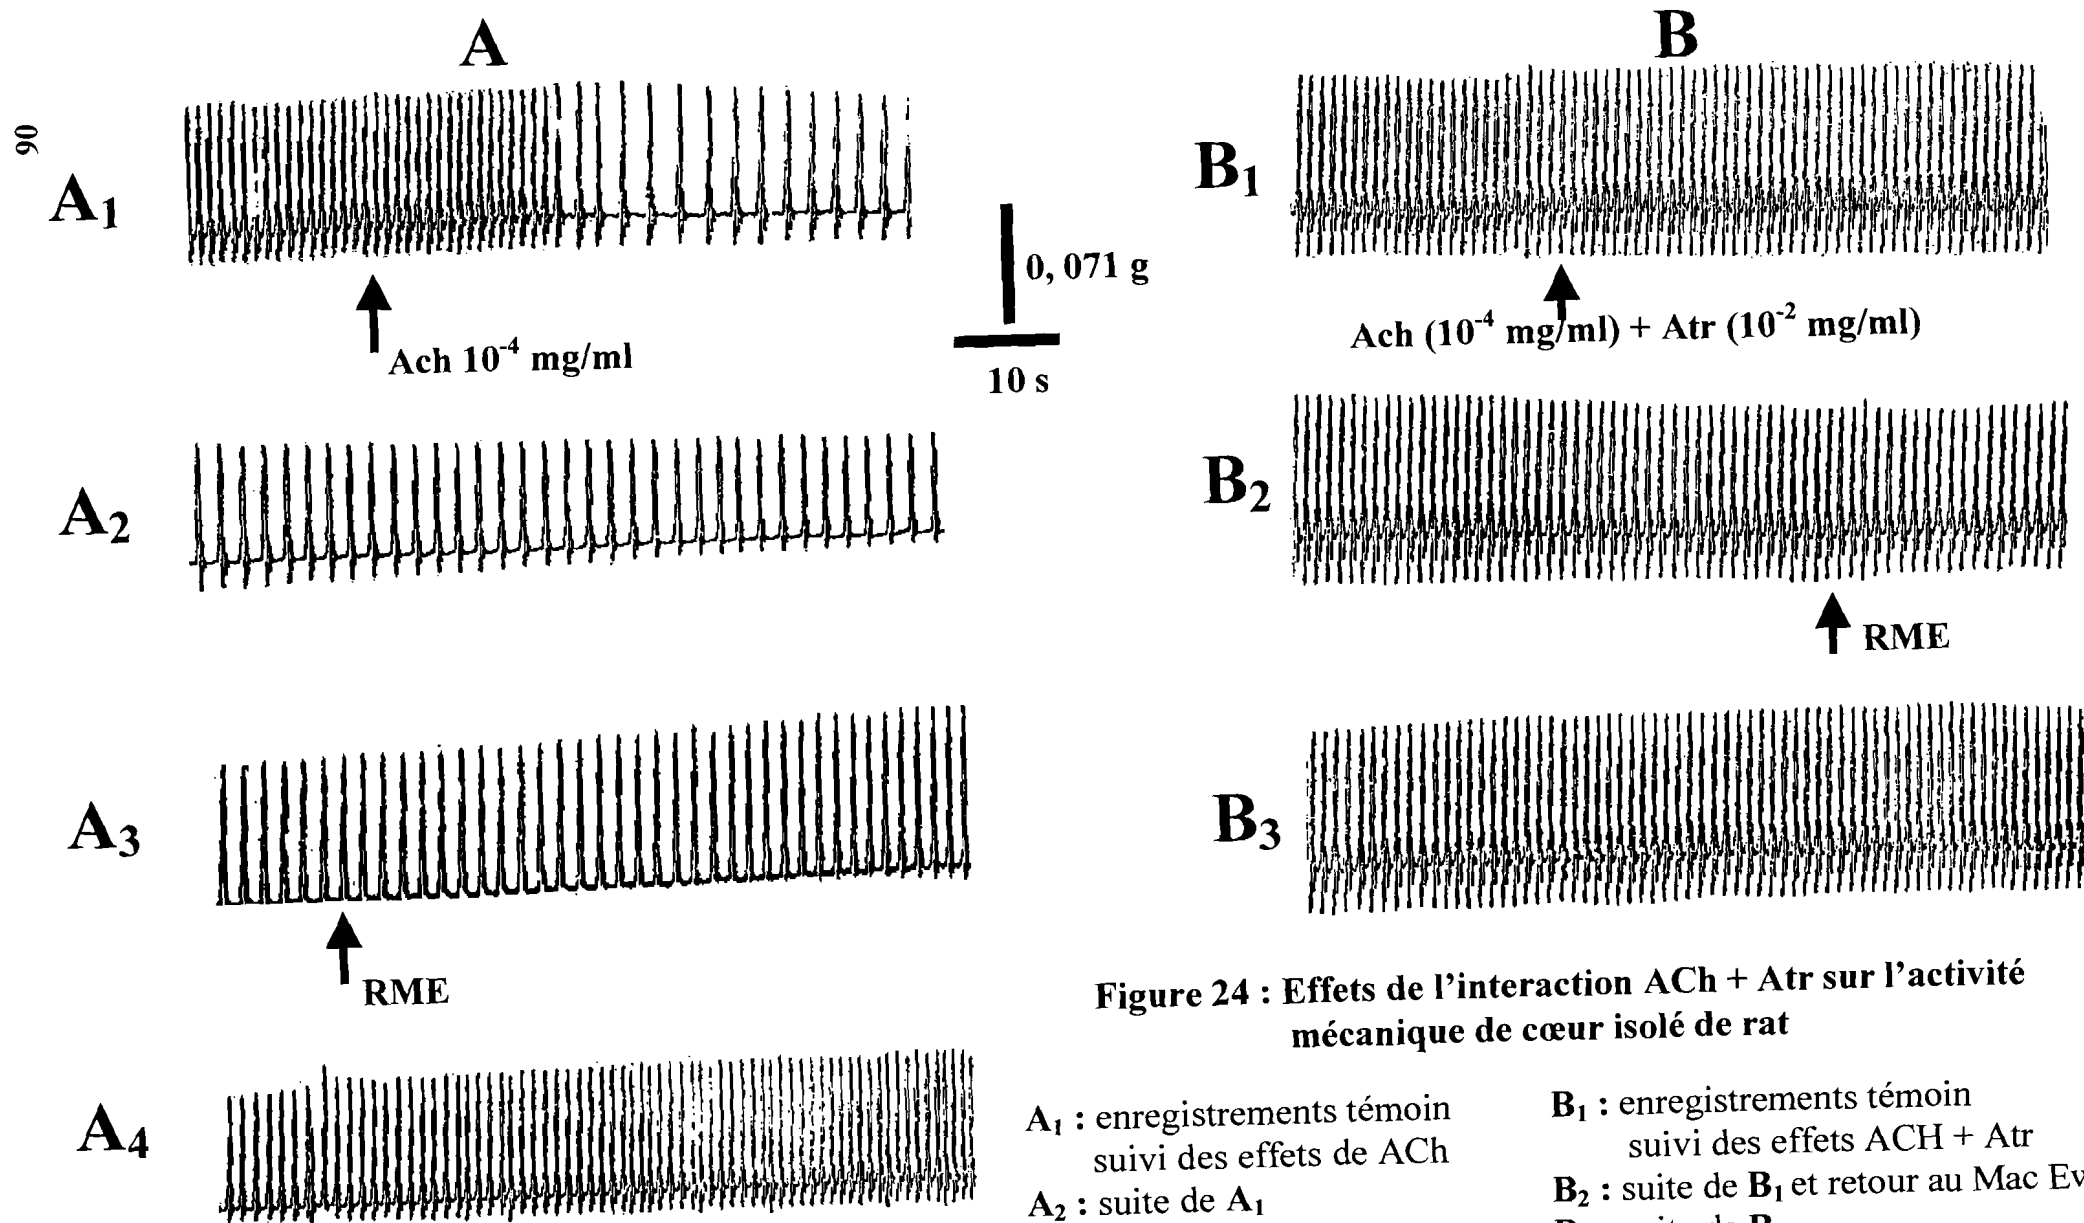 A
B
90
A₁
B₁
0, 071 g
10 s
Ach 10⁻⁴ mg/ml
Ach (10⁻⁴ mg/ml) + Atr (10⁻² mg/ml)
A₂
B₂
RME
A₃
B₃
RME
Figure 24 : Effets de l'interaction ACh + Atr sur l'activité
mécanique de cœur isolé de rat
A₄
A₁ : enregistrements témoin
suivi des effets de ACh
A₂ : suite de A₁
B₁ : enregistrements témoin
suivi des effets ACH + Atr
B₂ : suite de B₁ et retour au Mac Ev